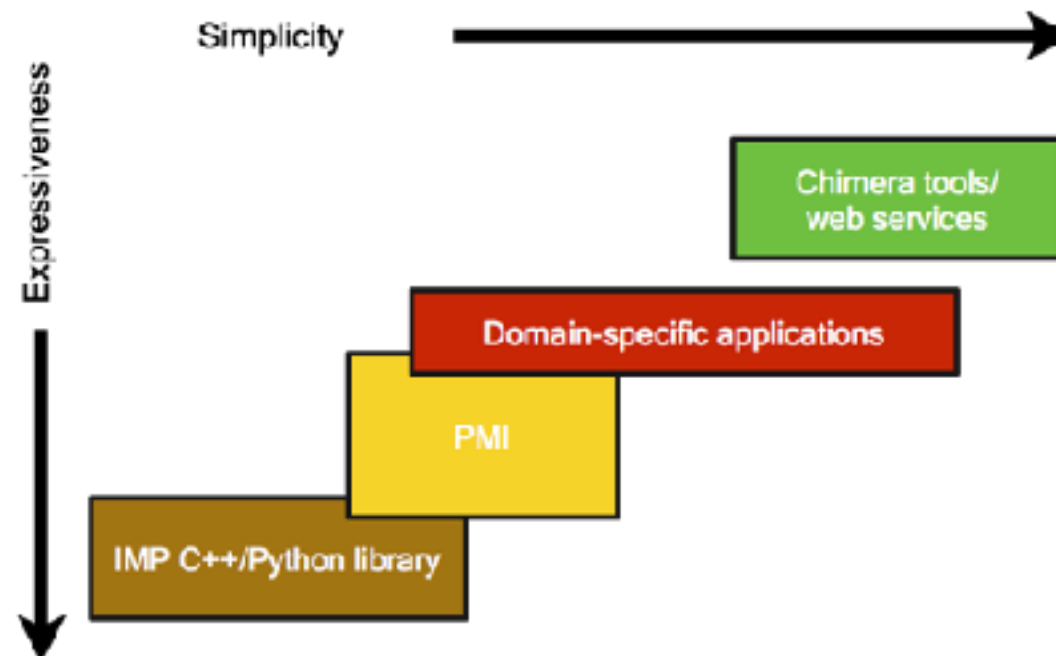 Simplicity
Expressiveness
Chimera tools/
web services
Domain-specific applications
PMI
IMP C++/Python library